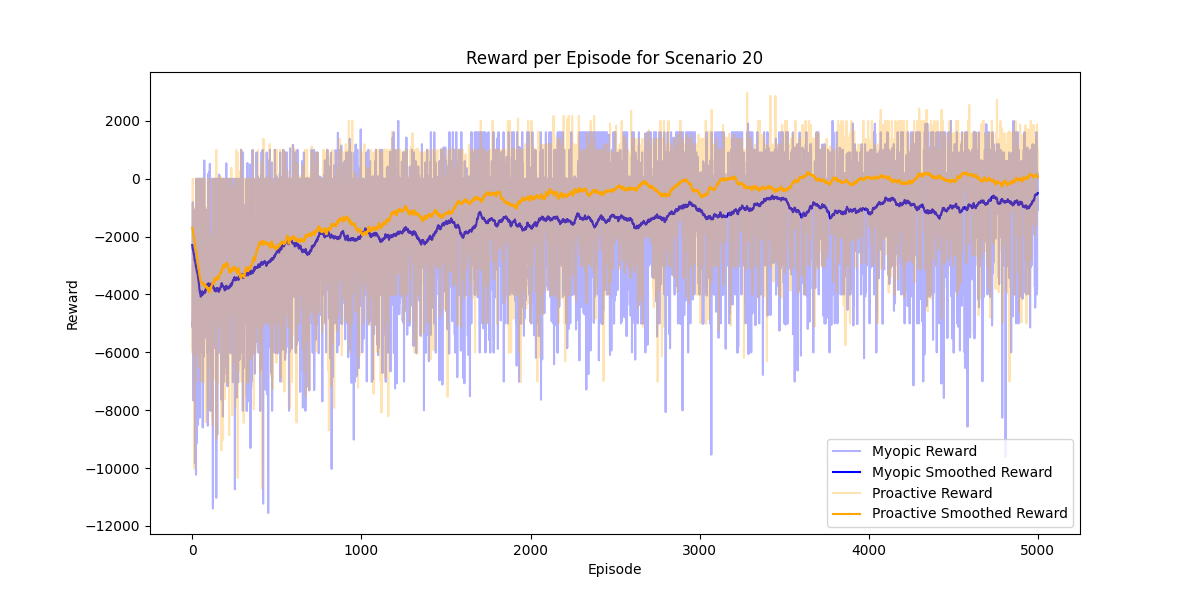 Reward per Episode for Scenario 20
Reward
2000
0
−2000
−4000
−6000
−8000
−10000
−12000
0 1000 2000 3000 4000 5000
Episode
Myopic Reward
Myopic Smoothed Reward
Proactive Reward
Proactive Smoothed Reward